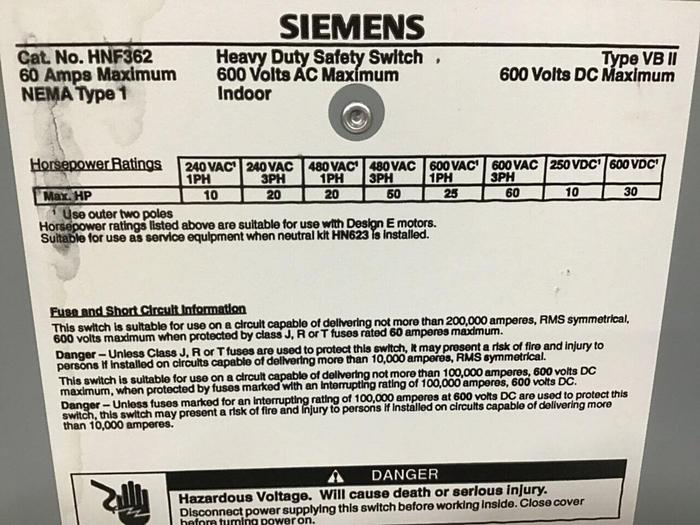 SIEMENS
Cat. No. HNF362 Heavy Duty Safety Switch Type VB II
60 Amps Maximum 600 Volts AC Maximum 600 Volts DC Maximum
NEMA Type 1 Indoor
Horsepower Ratings 240 VAC¹ 1PH 240 VAC 3PH 480 VAC¹ 1PH 480 VAC 3PH 600 VAC¹ 1PH 600 VAC 3PH 250 VDC¹ 600 VDC¹
Max. HP 10 20 20 50 25 60 10 30
¹ Use outer two poles
Horsepower ratings listed above are suitable for use with Design E motors.
Suitable for use as service equipment when neutral kit HN623 is installed.
Fuse and Short Circuit Information
This switch is suitable for use on a circuit capable of delivering not more than 200,000 amperes, RMS symmetrical,
600 volts maximum when protected by class J, R or T fuses rated 60 amperes maximum.
Danger – Unless Class J, R or T fuses are used to protect this switch, it may present a risk of fire and injury to
persons if installed on circuits capable of delivering more than 10,000 amperes, RMS symmetrical.
This switch is suitable for use on a circuit capable of delivering not more than 100,000 amperes, 600 volts DC
maximum, when protected by fuses marked with an interrupting rating of 100,000 amperes, 600 volts DC.
Danger – Unless fuses marked for an interrupting rating of 100,000 amperes at 600 volts DC are used to protect this
switch, this switch may present a risk of fire and injury to persons if installed on circuits capable of delivering more
than 10,000 amperes.
DANGER
Hazardous Voltage. Will cause death or serious injury.
Disconnect power supplying this switch before working inside. Close cover
before turning power on.